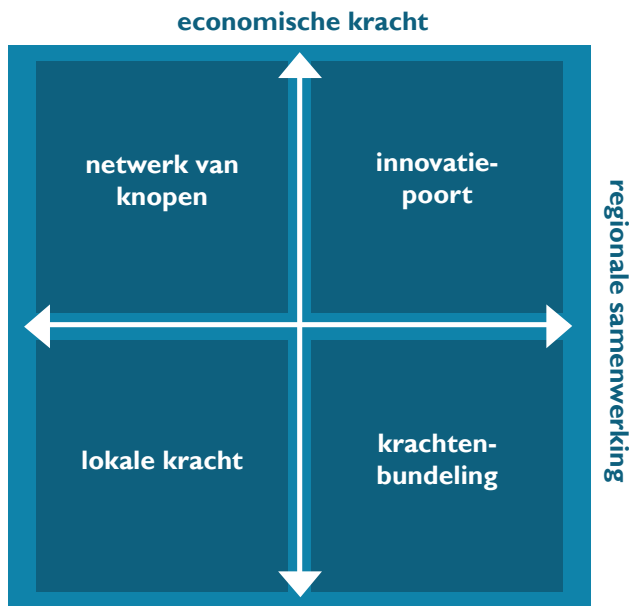 economische kracht
netwerk van
knopen
innovatie-
poort
regionale samenwerking
lokale kracht
krachten-
bundeling